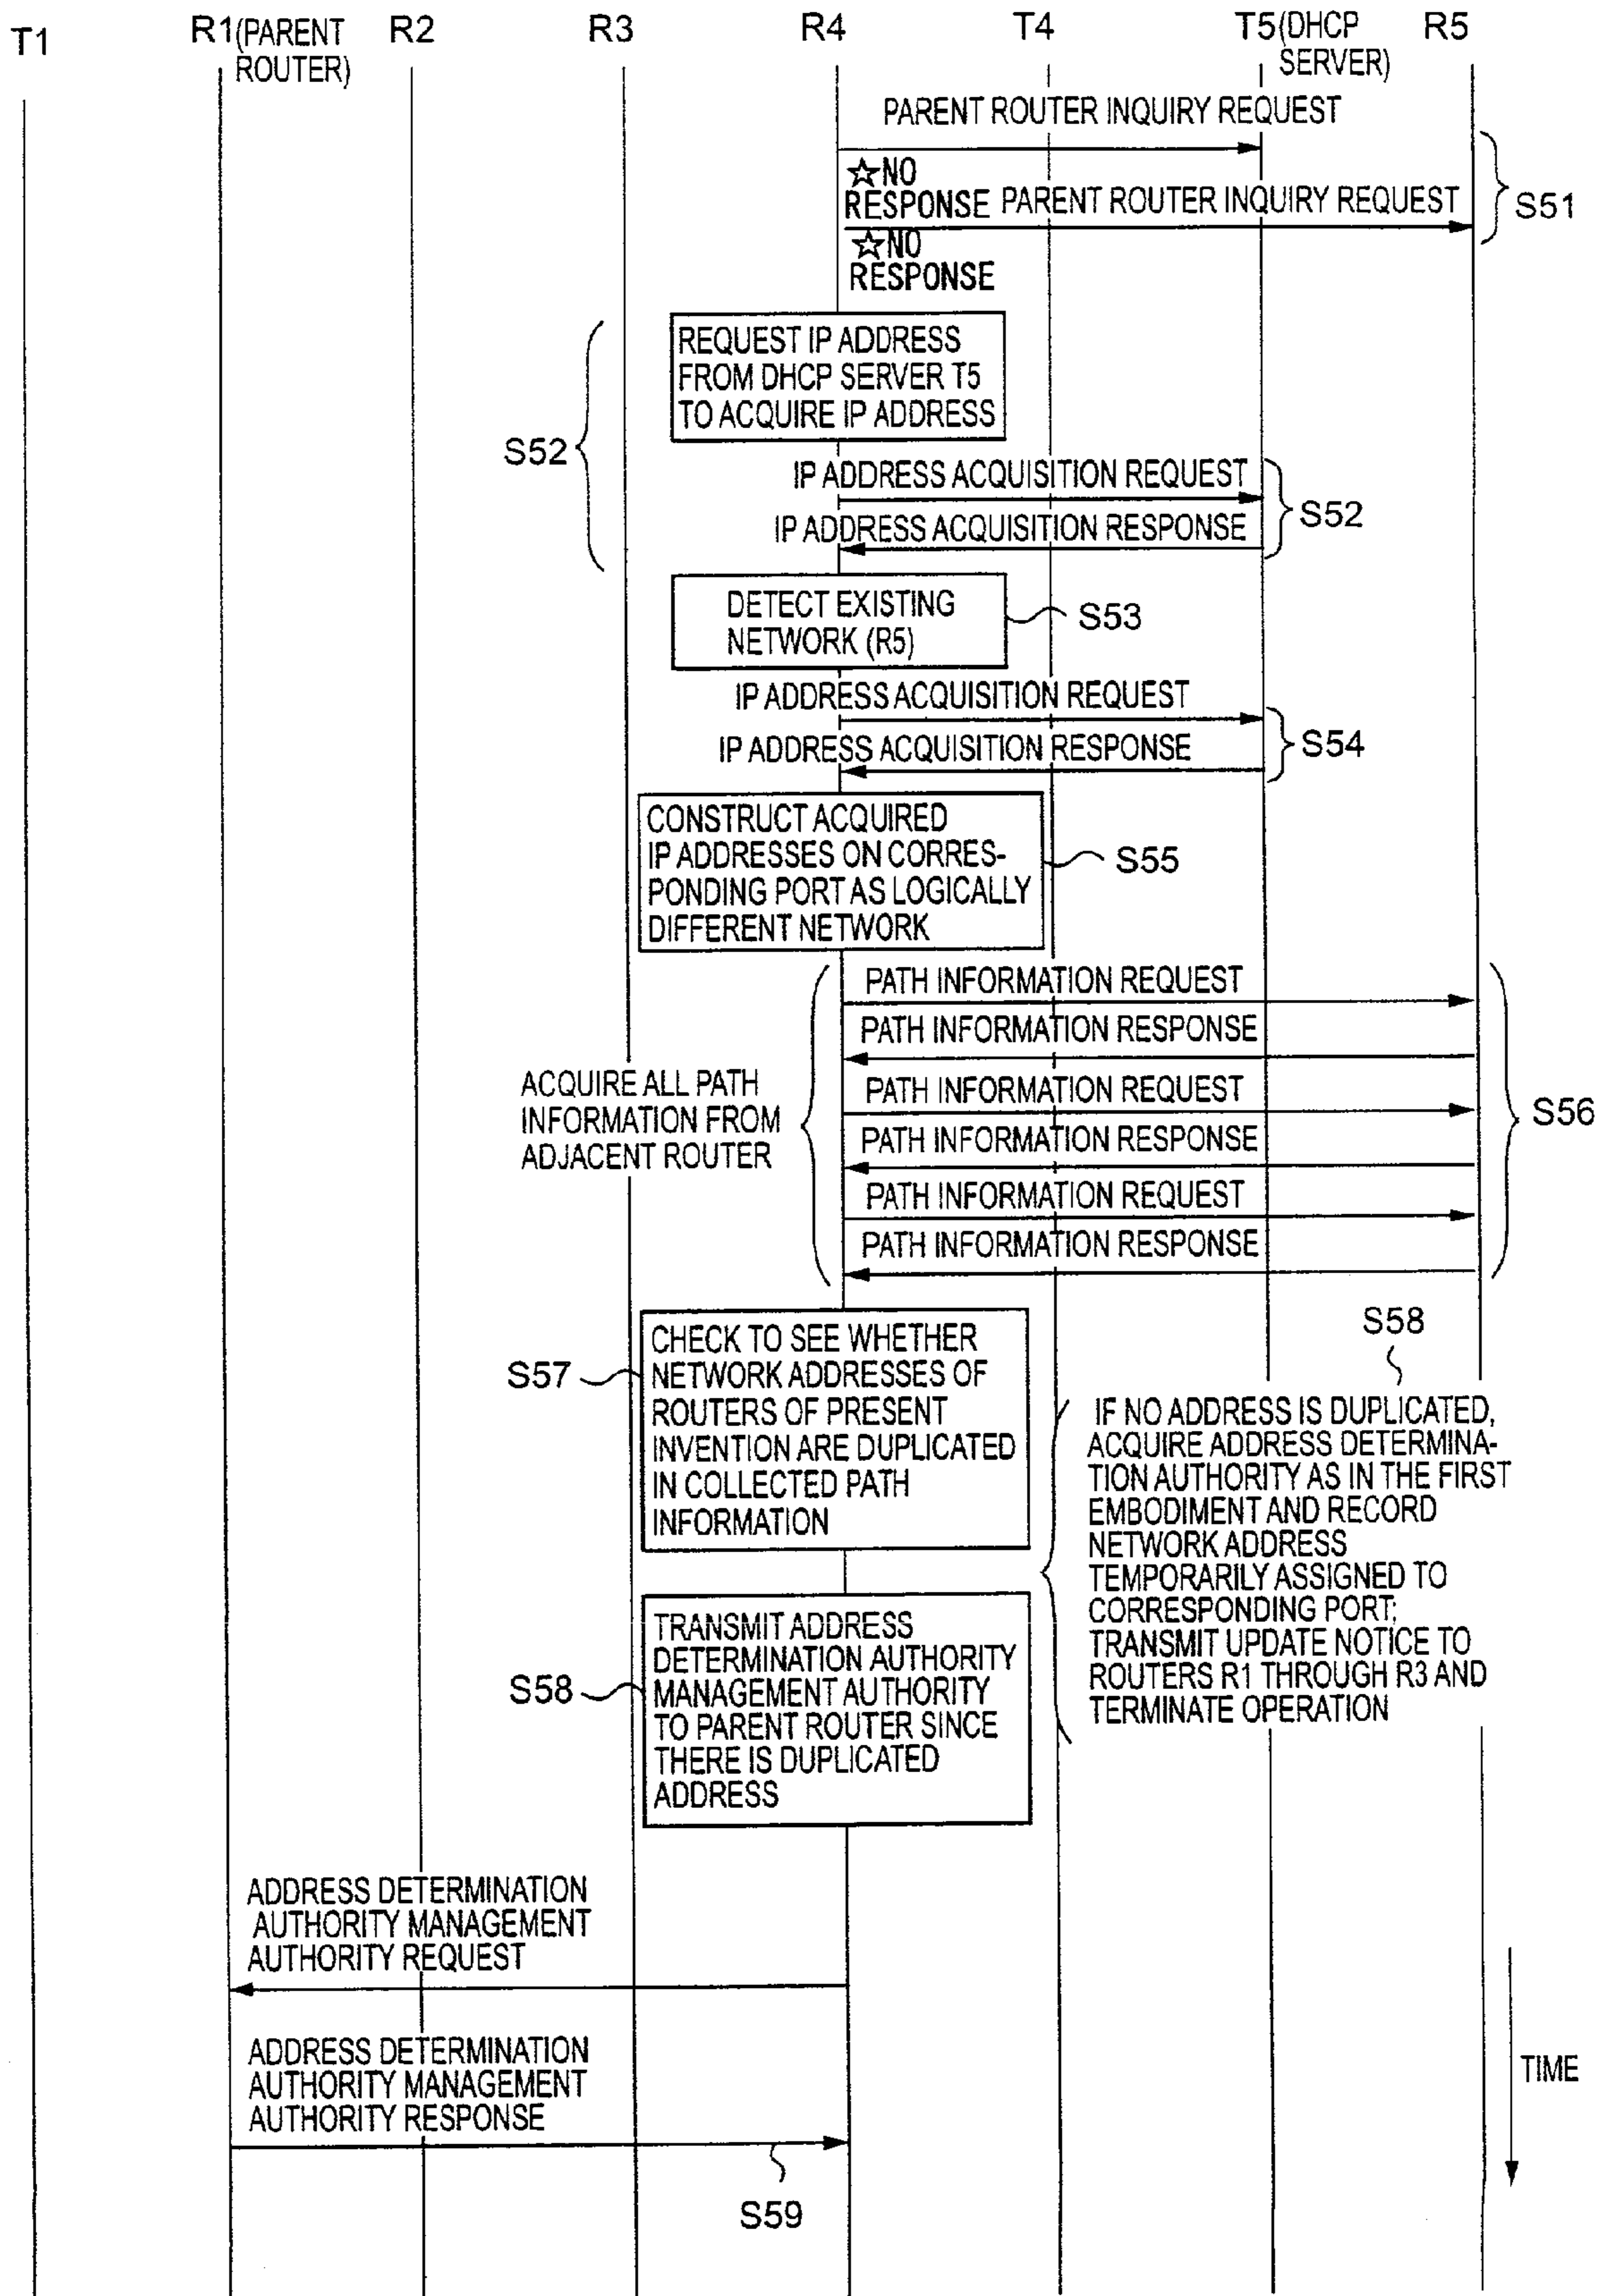 T1
R1(PARENT
ROUTER)
R2
R3
R4
T4
T5(DHCP
SERVER)
R5
PARENT ROUTER INQUIRY REQUEST
☆NO
RESPONSE
PARENT ROUTER INQUIRY REQUEST
S51
☆NO
RESPONSE
REQUEST IP ADDRESS
FROM DHCP SERVER T5
TO ACQUIRE IP ADDRESS
S52
IP ADDRESS ACQUISITION REQUEST
S52
IP ADDRESS ACQUISITION RESPONSE
DETECT EXISTING
NETWORK (R5)
S53
IP ADDRESS ACQUISITION REQUEST
S54
IP ADDRESS ACQUISITION RESPONSE
CONSTRUCT ACQUIRED
IP ADDRESSES ON CORRES-
PONDING PORT AS LOGICALLY
DIFFERENT NETWORK
S55
PATH INFORMATION REQUEST
PATH INFORMATION RESPONSE
ACQUIRE ALL PATH
INFORMATION FROM
ADJACENT ROUTER
PATH INFORMATION REQUEST
S56
PATH INFORMATION RESPONSE
PATH INFORMATION REQUEST
PATH INFORMATION RESPONSE
S57
CHECK TO SEE WHETHER
NETWORK ADDRESSES OF
ROUTERS OF PRESENT
INVENTION ARE DUPLICATED
IN COLLECTED PATH
INFORMATION
S58
IF NO ADDRESS IS DUPLICATED,
ACQUIRE ADDRESS DETERMINA-
TION AUTHORITY AS IN THE FIRST
EMBODIMENT AND RECORD
NETWORK ADDRESS
TEMPORARILY ASSIGNED TO
CORRESPONDING PORT;
TRANSMIT UPDATE NOTICE TO
ROUTERS R1 THROUGH R3 AND
TERMINATE OPERATION
S58
TRANSMIT ADDRESS
DETERMINATION AUTHORITY
MANAGEMENT AUTHORITY
TO PARENT ROUTER SINCE
THERE IS DUPLICATED
ADDRESS
ADDRESS DETERMINATION
AUTHORITY MANAGEMENT
AUTHORITY REQUEST
ADDRESS DETERMINATION
AUTHORITY MANAGEMENT
AUTHORITY RESPONSE
TIME
S59